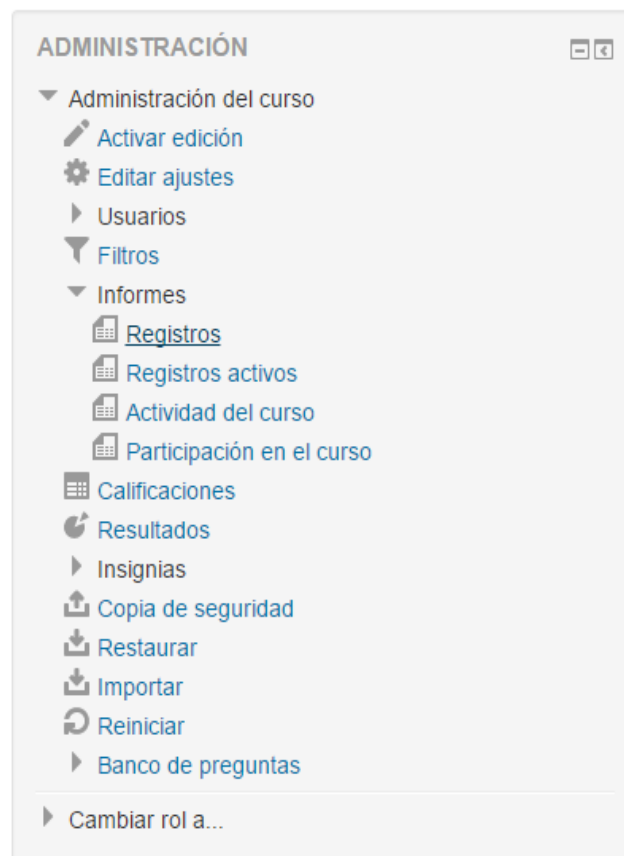 ADMINISTRACIÓN
Administración del curso
Activar edición
Editar ajustes
Usuarios
Filtros
Informes
Registros
Registros activos
Actividad del curso
Participación en el curso
Calificaciones
Resultados
Insignias
Copia de seguridad
Restaurar
Importar
Reiniciar
Banco de preguntas
Cambiar rol a...